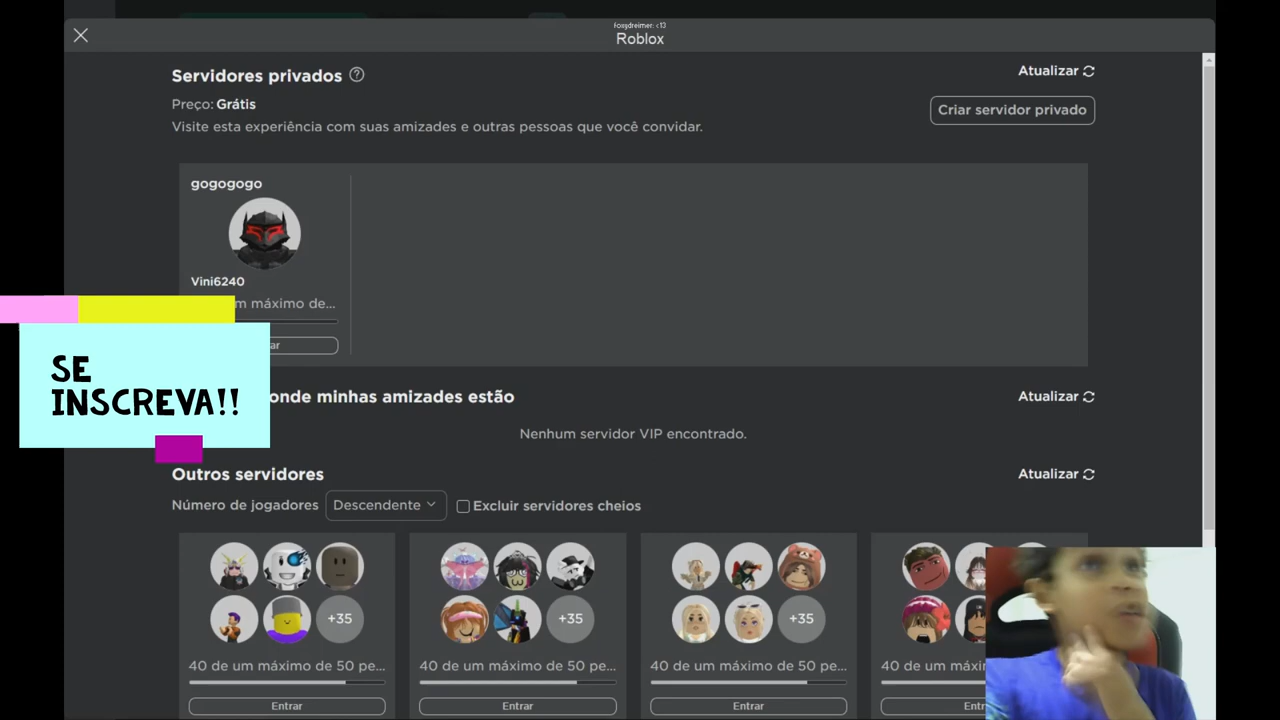 foxydreimer: <13
Roblox
Servidores privados
Atualizar
Preço: Grátis
Criar servidor privado
Visite esta experiência com suas amizades e outras pessoas que você convidar.
gogogogo
Vini6240
m máximo de...
ar
SE
INSCREVA!!
onde minhas amizades estão
Atualizar
Nenhum servidor VIP encontrado.
Outros servidores
Atualizar
Número de jogadores
Descendente
Excluir servidores cheios
+35
+35
+35
40 de um máximo de 50 pe...
40 de um máximo de 50 pe...
40 de um máximo de 50 pe...
40 de um máxi
Entrar
Entrar
Entrar
Entr